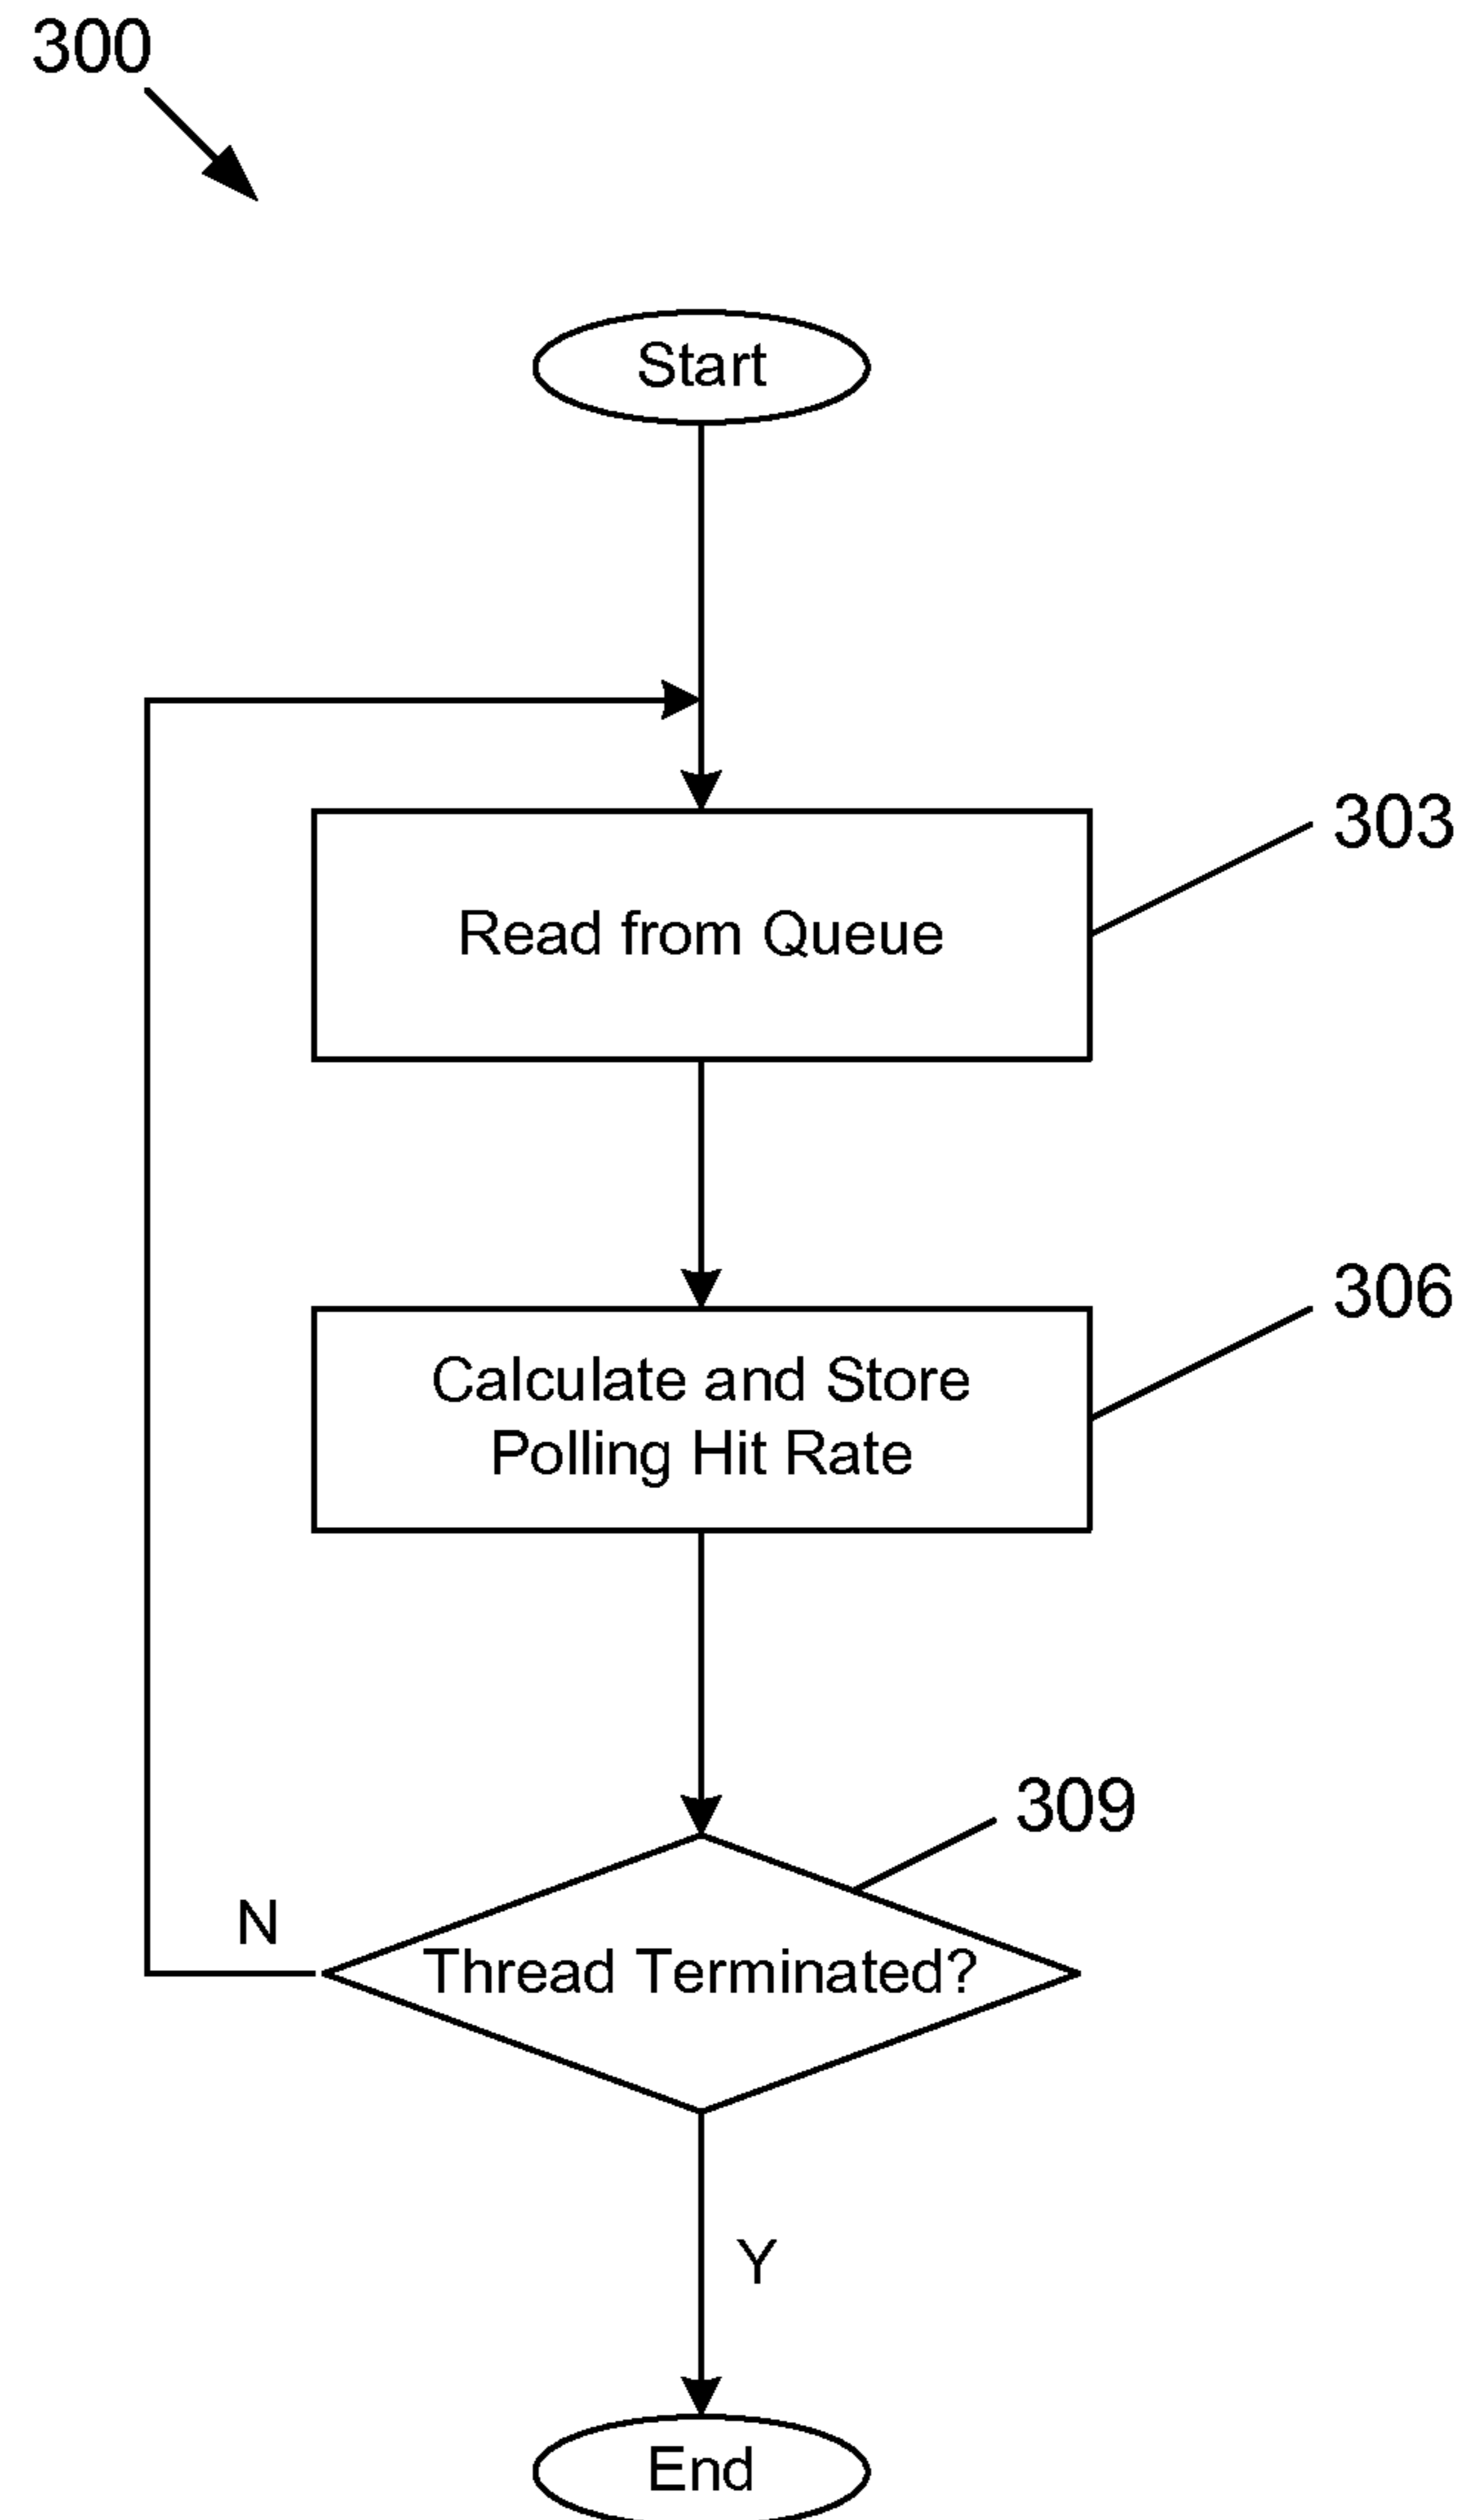 300
Start
303
Read from Queue
306
Calculate and Store
Polling Hit Rate
309
N
Thread Terminated?
Y
End